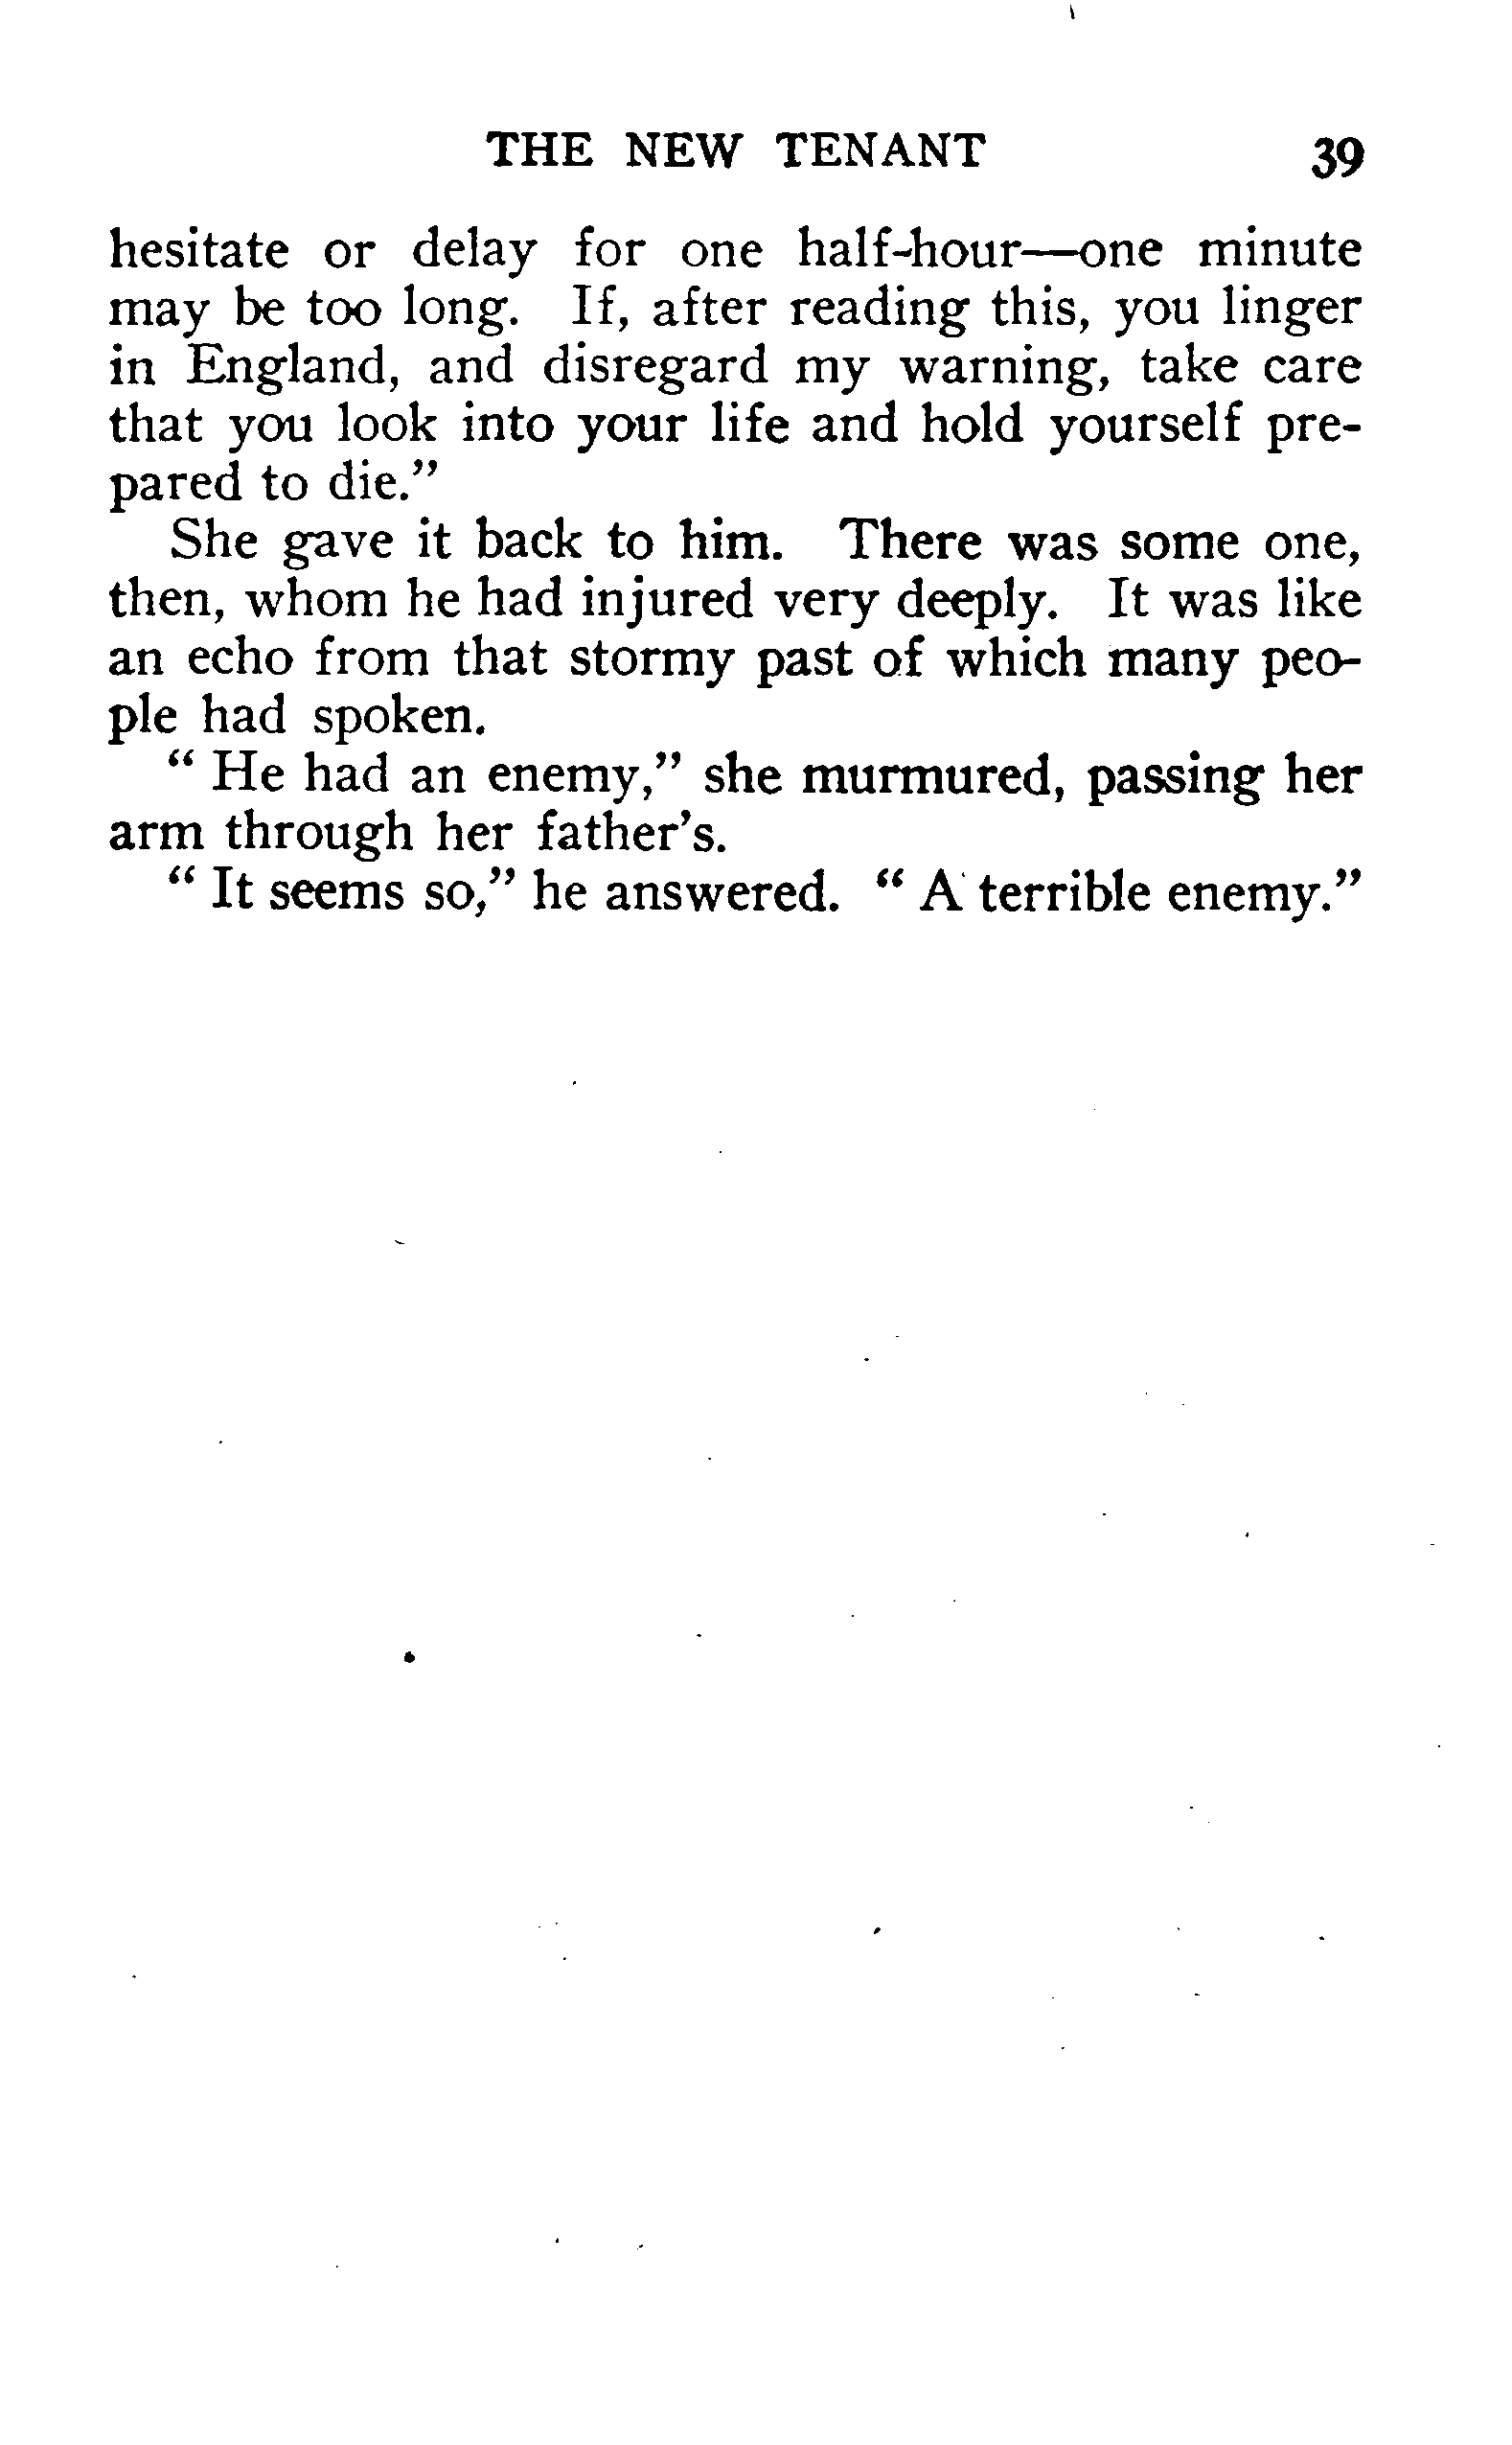 THE NEW TENANT 39
hesitate or delay for one half-hour—one minute
may be too long. If, after reading this, you linger
in England, and disregard my warning, take care
that you look into your life and hold yourself pre-
pared to die.”
She gave it back to him. There was some one,
then, whom he had injured very deeply. It was like
an echo from that stormy past of which many peo-
ple had spoken.
“ He had an enemy,” she murmured, passing her
arm through her father’s.
“ It seems so,” he answered. “ A terrible enemy.”